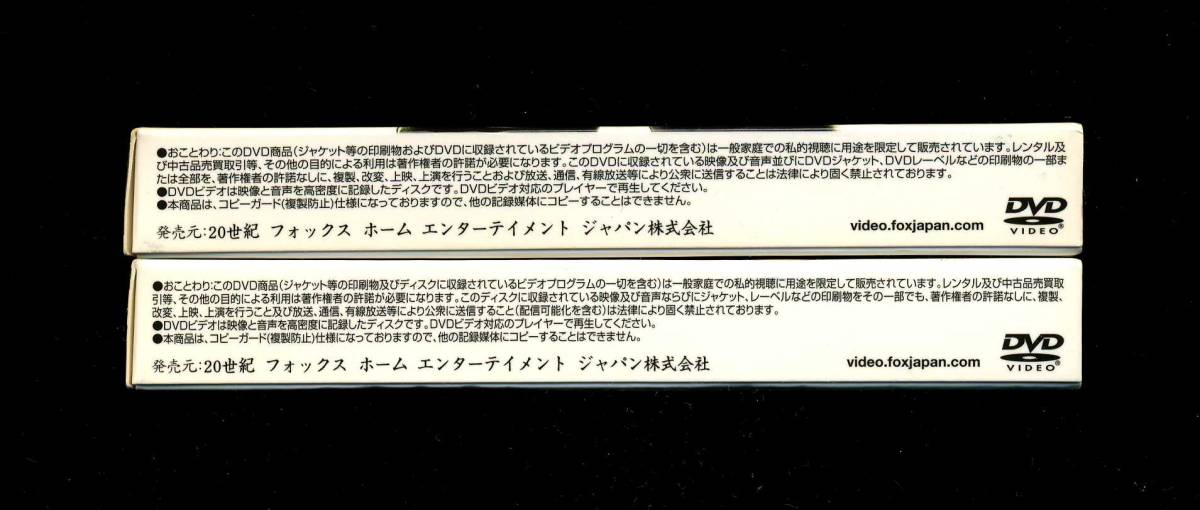 ●おことわり:このDVD商品(ジャケット等の印刷物およびDVDに収録されているビデオプログラムの一切を含む)は一般家庭での私的視聴に用途を限定して販売されています。レンタル及
び中古品売買取引等、その他の目的による利用は著作権者の許諾が必要になります。このDVDに収録されている映像及び音声並びにDVDジャケット、DVDレーベルなどの印刷物の一部ま
たは全部を、著作権者の許諾なしに、複製、改変、上映、上演を行うことおよび放送、通信、有線放送等により公衆に送信することは法律により固く禁止されております。
●DVDビデオは映像と音声を高密度に記録したディスクです。DVDビデオ対応のプレイヤーで再生してください。
●本商品は、コピーガード(複製防止)仕様になっておりますので、他の記録媒体にコピーすることはできません。
発売元:20世紀 フォックス ホーム エンターテイメント ジャパン株式会社 video.foxjapan.com
DVD
VIDEO®
●おことわり:このDVD商品(ジャケット等の印刷物及びディスクに収録されているビデオプログラムの一切を含む)は一般家庭での私的視聴に用途を限定して販売されています。レンタル及び中古品売買取
引等、その他の目的による利用は著作権者の許諾が必要になります。このディスクに収録されている映像及び音声ならびにジャケット、レーベルなどの印刷物をその一部でも、著作権者の許諾なしに、複製、
改変、上映、上演を行うこと及び放送、通信、有線放送等により公衆に送信すること(配信可能化を含む)は法律により固く禁止されております。
●DVDビデオは映像と音声を高密度に記録したディスクです。DVDビデオ対応のプレイヤーで再生してください。
●本商品は、コピーガード(複製防止)仕様になっておりますので、他の記録媒体にコピーすることはできません。
発売元:20世紀 フォックス ホーム エンターテイメント ジャパン株式会社 video.foxjapan.com
DVD
VIDEO®